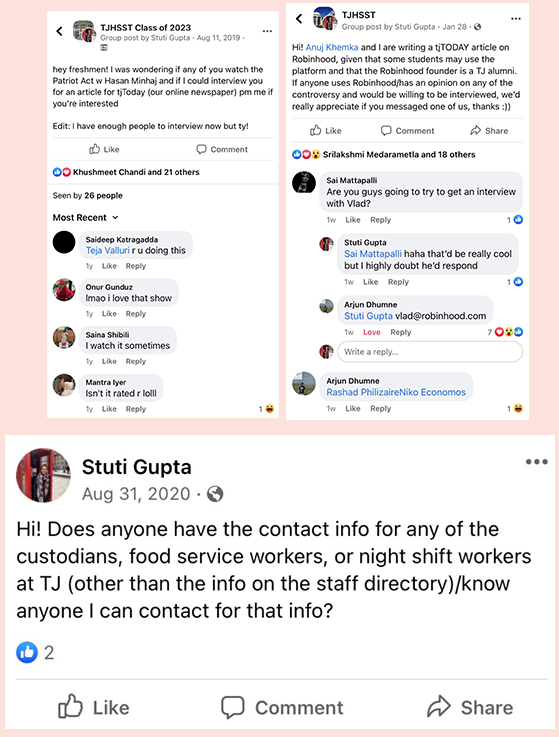 TJHSST Class of 2023
Group post by Stuti Gupta · Aug 11, 2019 ·
hey freshmen! I was wondering if any of you watch the
Patriot Act w Hasan Minhaj and if I could interview you
for an article for tjToday (our online newspaper) pm me if
you're interested
Edit: I have enough people to interview now but ty!
Like
Comment
Khushmeet Chandi and 21 others
Seen by 26 people
Most Recent
Saideep Katragadda
Teja Valluri r u doing this
1y Like Reply
Onur Gunduz
lmao i love that show
1y Like Reply
Saina Shibili
I watch it sometimes
1y Like Reply
Mantra Iyer
Isn't it rated r lolll
1y Like Reply
1
TJHSST
Group post by Stuti Gupta · Jan 28 ·
Hi! Anuj Khemka and I are writing a tjTODAY article on
Robinhood, given that some students may use the
platform and that the Robinhood founder is a TJ alumni.
If anyone uses Robinhood/has an opinion on any of the
controversy and would be willing to be interviewed, we'd
really appreciate if you messaged one of us, thanks :))
Like
Comment
Share
Srilakshmi Medarametla and 18 others
Sai Mattapalli
Are you guys going to try to get an interview
with Vlad?
1w Like Reply
1
Stuti Gupta
Sai Mattapalli haha that'd be really cool
but I highly doubt he'd respond
1w Like Reply
1
Arjun Dhumne
Stuti Gupta vlad@robinhood.com
1w Love Reply
7
Write a reply...
Arjun Dhumne
Rashad PhilizaireNiko Economos
1w Like Reply
1
Stuti Gupta
Aug 31, 2020 ·
Hi! Does anyone have the contact info for any of the
custodians, food service workers, or night shift workers
at TJ (other than the info on the staff directory)/know
anyone I can contact for that info?
2
Like
Comment
Share